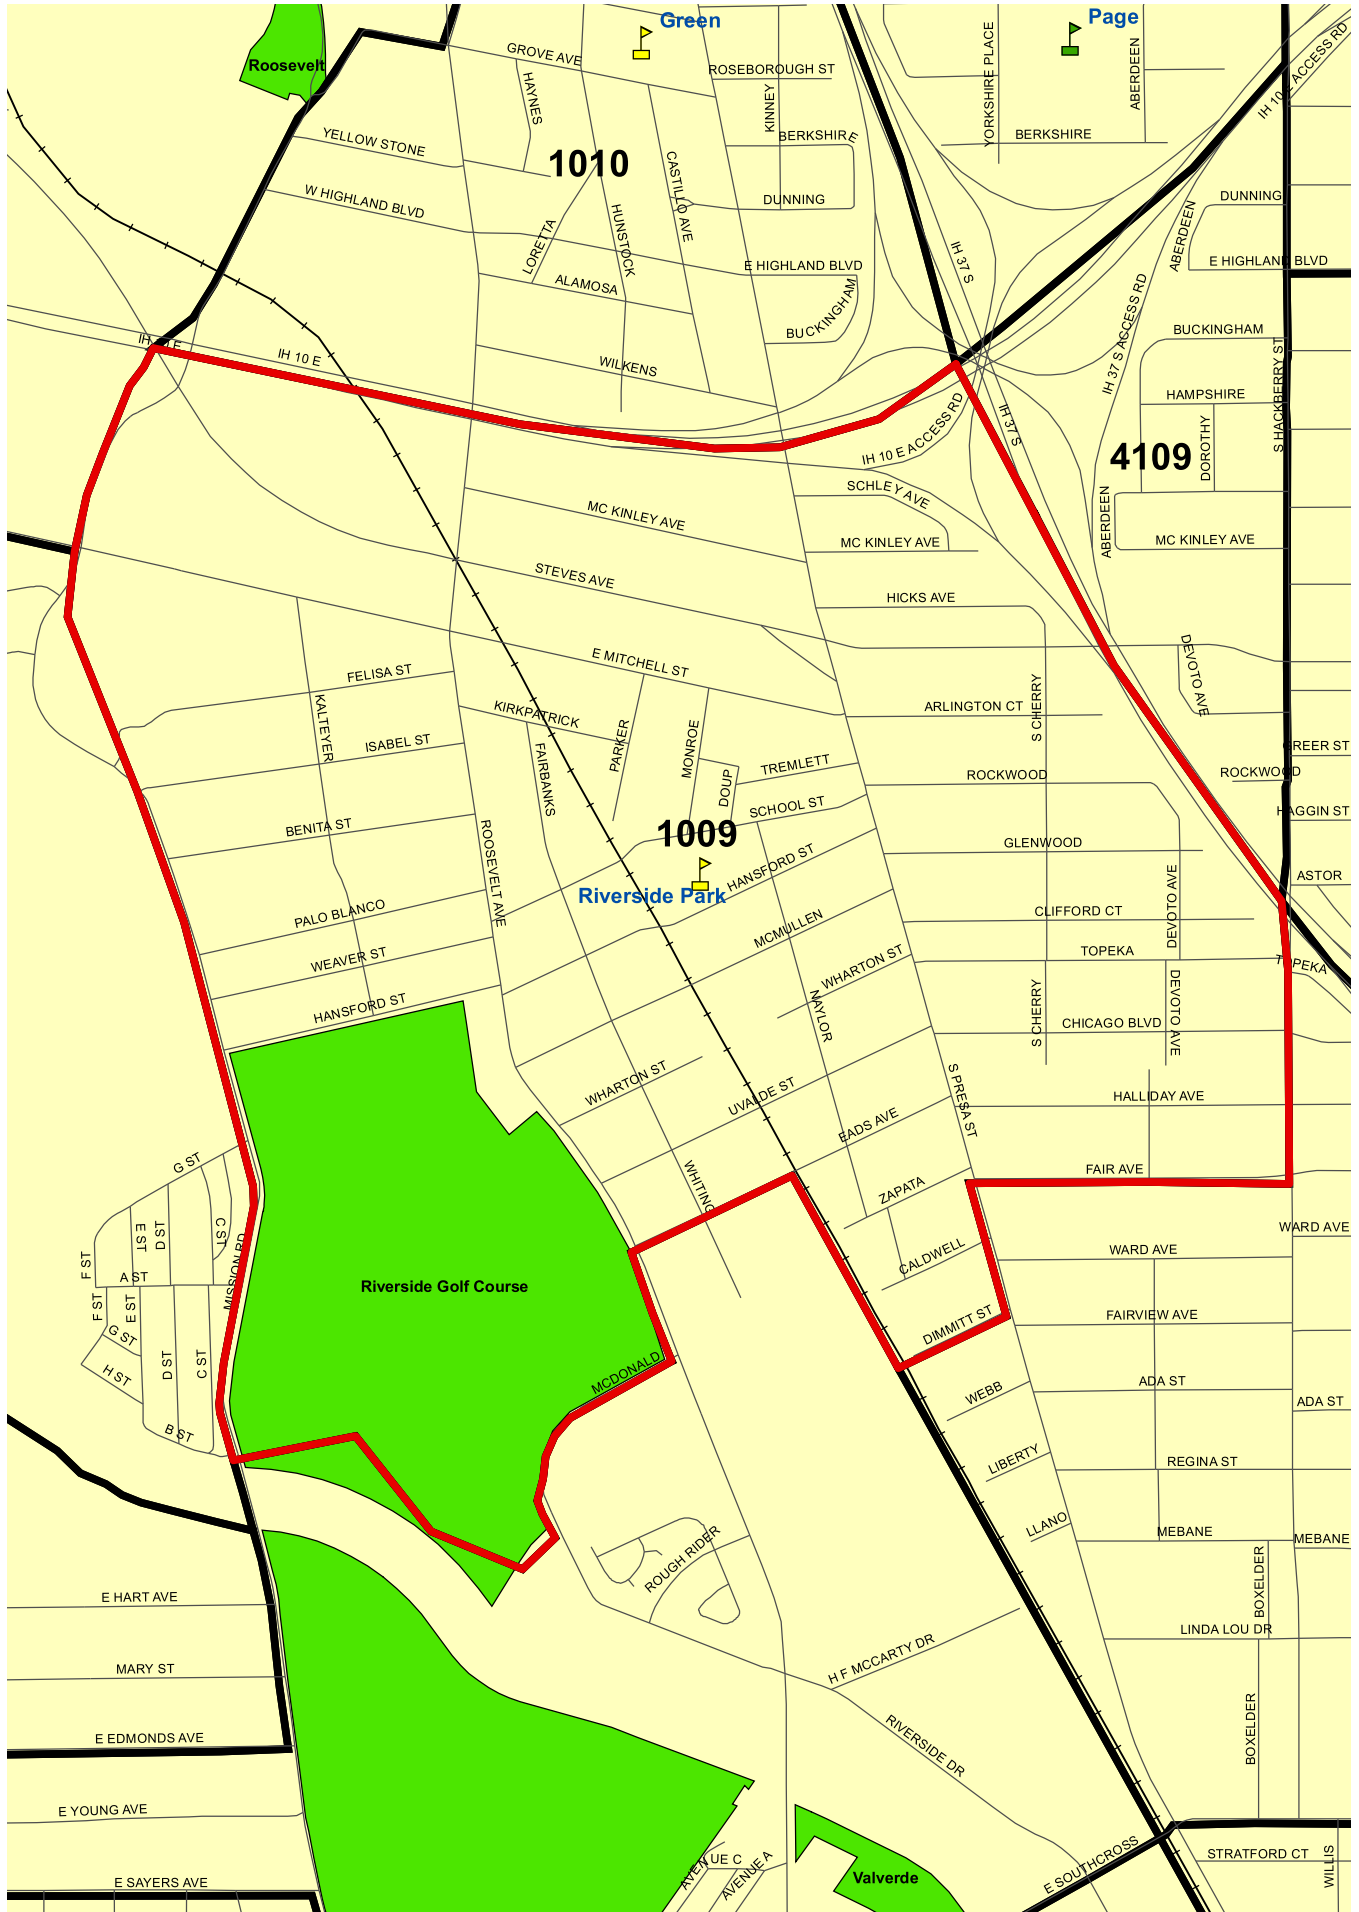 Green
Page
Roosevelt
GROVE AVE
HAYNES
ROSEBOROUGH ST
KINNEY
BERKSHIRE
YORKSHIRE PLACE
ABERDEEN
BERKSHIRE
IH 10 E ACCESS RD
YELLOW STONE
1010
CASTILLO AVE
W HIGHLAND BLVD
LORETTA
HUNSTOCK
DUNNING
DUNNING
ABERDEEN
IH 37 S
E HIGHLAND BLVD
E HIGHLAND BLVD
ALAMOSA
BUCKINGHAM
IH 37 S ACCESS RD
BUCKINGHAM
S HACKBERRY ST
IH 10 E
WILKENS
HAMPSHIRE
IH 10 E ACCESS RD
IH 37 S
DOROTHY
4109
SCHLEY AVE
MC KINLEY AVE
MC KINLEY AVE
ABERDEEN
MC KINLEY AVE
STEVES AVE
HICKS AVE
E MITCHELL ST
DEVOTO AVE
FELISA ST
KALTEYER
KIRKPATRICK
PARKER
MONROE
ARLINGTON CT
S CHERRY
ISABEL ST
FAIRBANKS
DOUP
TREMLETT
ROCKWOOD
ROCKWOOD
GREER ST
SCHOOL ST
HAGGIN ST
BENITA ST
ROOSEVELT AVE
1009
HANSFORD ST
GLENWOOD
Riverside Park
DEVOTO AVE
ASTOR
PALO BLANCO
MCMULLEN
CLIFFORD CT
WEAVER ST
WHARTON ST
TOPEKA
TOPEKA
HANSFORD ST
NAYLOR
S CHERRY
CHICAGO BLVD
DEVOTO AVE
WHARTON ST
UVALDE ST
S PRESA ST
HALLIDAY AVE
EADS AVE
G ST
WHITING
ZAPATA
FAIR AVE
C ST
E ST
D ST
F ST
MISSION RD
CALDWELL
WARD AVE
WARD AVE
A ST
Riverside Golf Course
F ST
E ST
G ST
DIMMITT ST
FAIRVIEW AVE
H ST
D ST
C ST
MCDONALD
WEBB
ADA ST
ADA ST
B ST
LIBERTY
REGINA ST
LLANO
MEBANE
MEBANE
ROUGH RIDER
BOXELDER
E HART AVE
LINDA LOU DR
H F MCCARTY DR
MARY ST
E EDMONDS AVE
RIVERSIDE DR
BOXELDER
E YOUNG AVE
E SOUTHCROSS
STRATFORD CT
WILLIS
AVENUE C
AVENUE A
Valverde
E SAYERS AVE